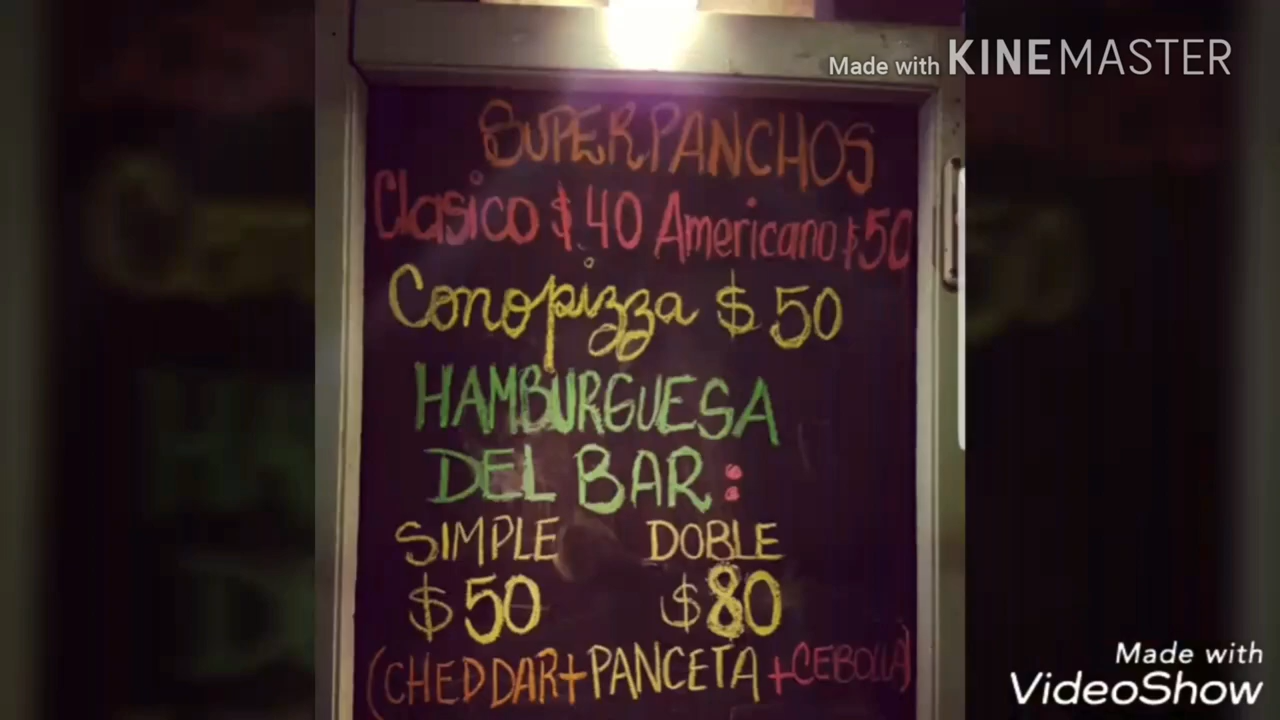 Made with KINEMASTER
SUPERPANCHOS
Clasico $40 Americano $50
Conopizza $50
HAMBURGUESA
DEL BAR:
SIMPLE DOBLE
$50 $80
(CHEDDAR+PANCETA+CEBOLLA)
Made with
VideoShow